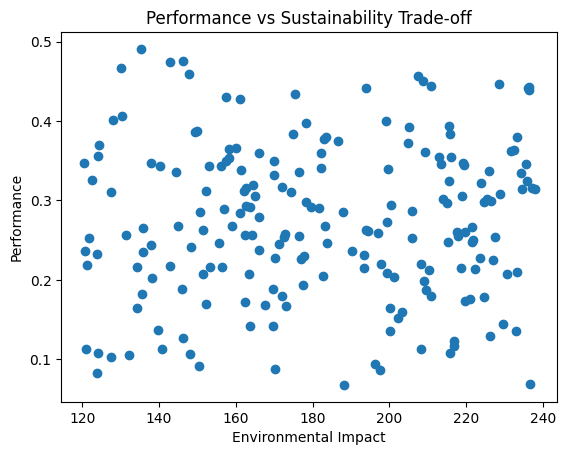 Performance vs Sustainability Trade-off
0.5
0.4
0.3
0.2
0.1
Performance
120 140 160 180 200 220 240
Environmental Impact